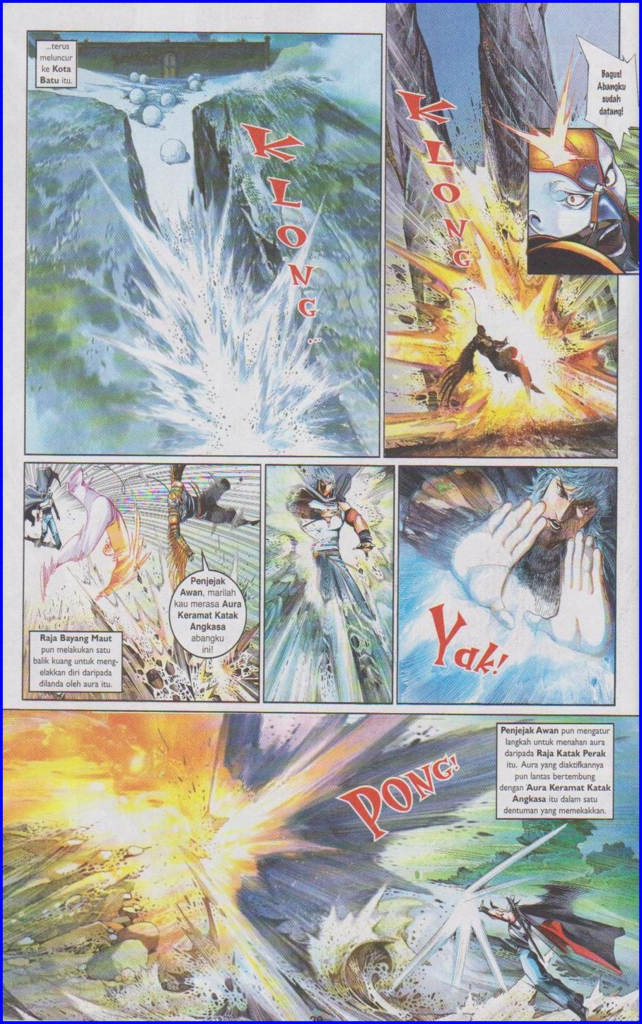 ...terus
meluncur
ke Kota
Batu itu.
KLONG
...
KLONG
Bagus!
Abangku
sudah
datang!
Penjejak
Awan, marilah
kau merasa Aura
Keramat Katak
Angkasa
abangku
ini!
Raja Bayang Maut
pun melakukan satu
balik kuang untuk meng-
elakkan diri daripada
dilanda oleh aura itu.
Yak!
PONG!
Penjejak Awan pun mengatur
langkah untuk menahan aura
daripada Raja Katak Perak
itu. Aura yang diaktifkannya
pun lantas bertembung
dengan Aura Keramat Katak
Angkasa itu dalam satu
dentuman yang memekakkan.